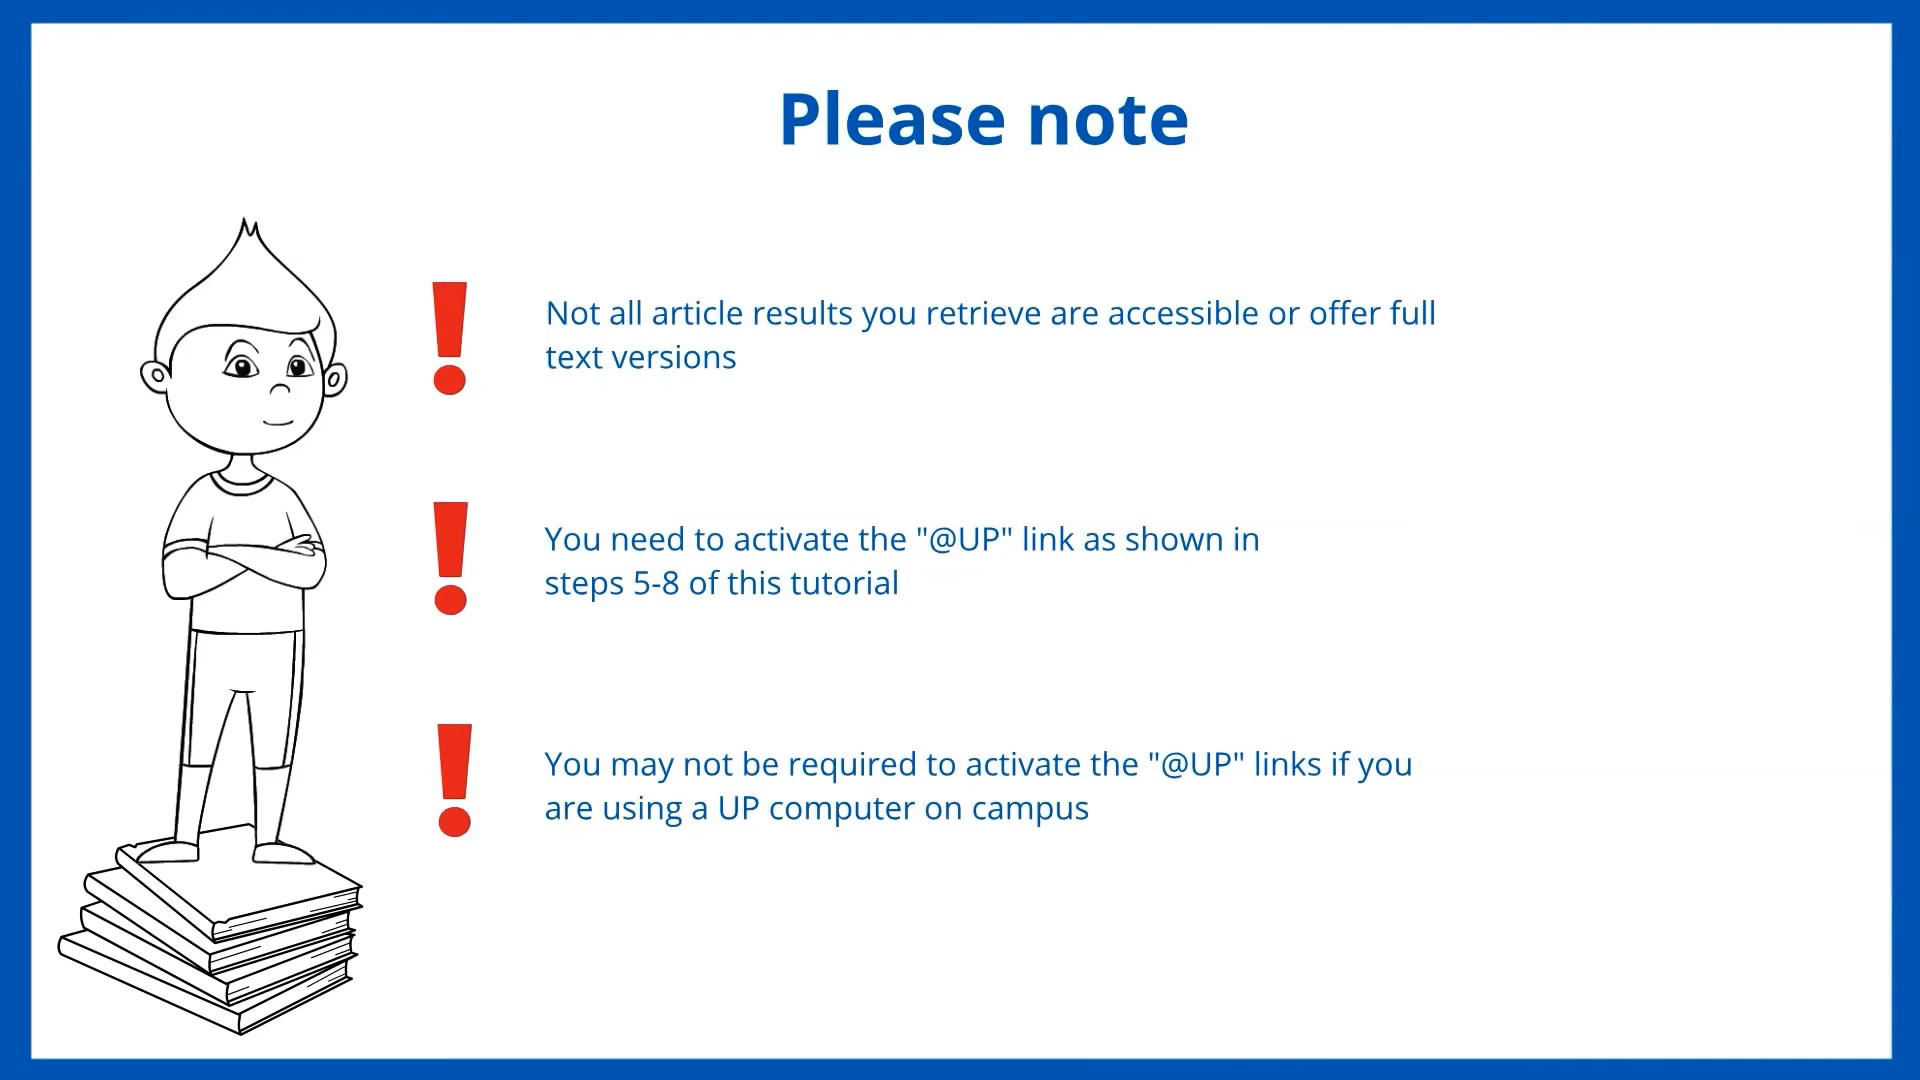 Please note
Not all article results you retrieve are accessible or offer full
text versions
You need to activate the "@UP" link as shown in
steps 5-8 of this tutorial
You may not be required to activate the "@UP" links if you
are using a UP computer on campus